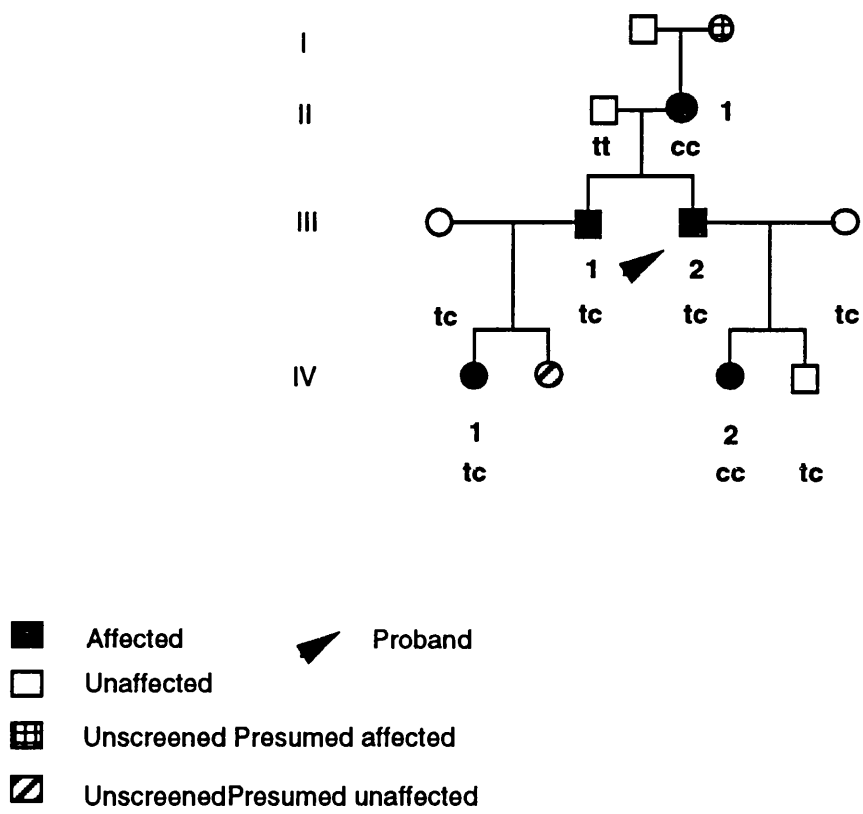 I
II 1
tt cc
III
1 2
tc tc tc tc
IV
1 2
tc cc tc
Affected Proband
Unaffected
Unscreened Presumed affected
UnscreenedPresumed unaffected